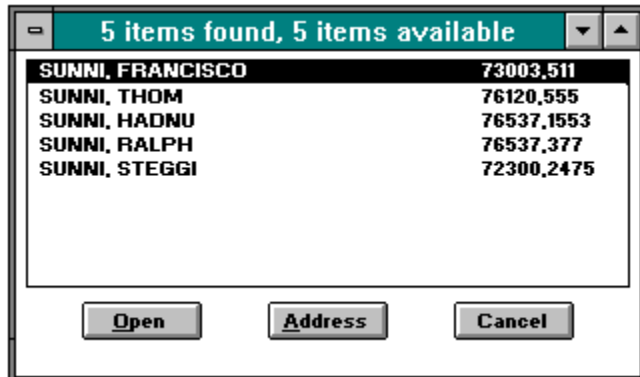 5 items found, 5 items available
SUNNI, FRANCISCO 73003,511
SUNNI, THOM 76120,555
SUNNI, HADNU 76537,1553
SUNNI, RALPH 76537,377
SUNNI, STEGGI 72300,2475
Open Address Cancel